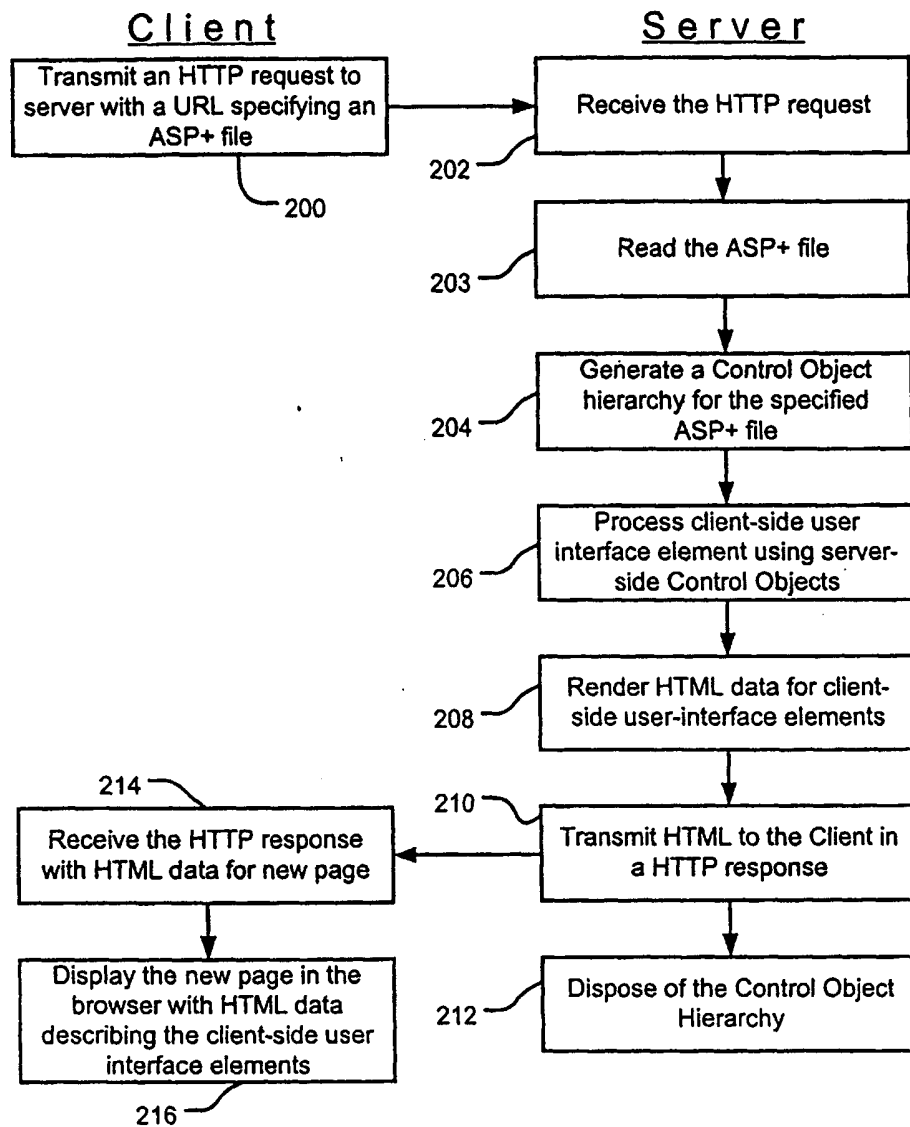 Client
Server
Transmit an HTTP request to
server with a URL specifying an
ASP+ file
200
Receive the HTTP request
202
Read the ASP+ file
203
Generate a Control Object
hierarchy for the specified
ASP+ file
204
Process client-side user
interface element using server-
side Control Objects
206
Render HTML data for client-
side user-interface elements
208
210
Transmit HTML to the Client in
a HTTP response
214
Receive the HTTP response
with HTML data for new page
Display the new page in the
browser with HTML data
describing the client-side user
interface elements
216
Dispose of the Control Object
Hierarchy
212